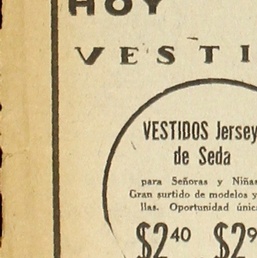 HOY
VESTI
VESTIDOS Jersey
de Seda
para Señoras y Niñas
Gran surtido de modelos y
llas. Oportunidad únic
$2 40 $2 9